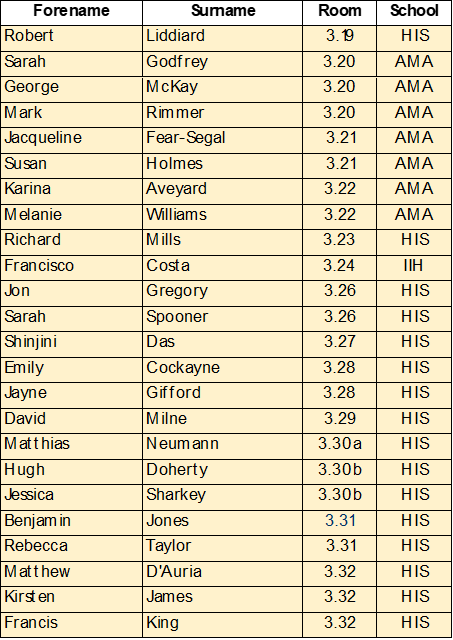 Forename Surname Room School
Robert Liddiard 3.19 HIS
Sarah Godfrey 3.20 AMA
George McKay 3.20 AMA
Mark Rimmer 3.20 AMA
Jacqueline Fear-Segal 3.21 AMA
Susan Holmes 3.21 AMA
Karina Aveyard 3.22 AMA
Melanie Williams 3.22 AMA
Richard Mills 3.23 HIS
Francisco Costa 3.24 IIH
Jon Gregory 3.26 HIS
Sarah Spooner 3.26 HIS
Shinjini Das 3.27 HIS
Emily Cockayne 3.28 HIS
Jayne Gifford 3.28 HIS
David Milne 3.29 HIS
Matthias Neumann 3.30a HIS
Hugh Doherty 3.30b HIS
Jessica Sharkey 3.30b HIS
Benjamin Jones 3.31 HIS
Rebecca Taylor 3.31 HIS
Matthew D'Auria 3.32 HIS
Kirsten James 3.32 HIS
Francis King 3.32 HIS